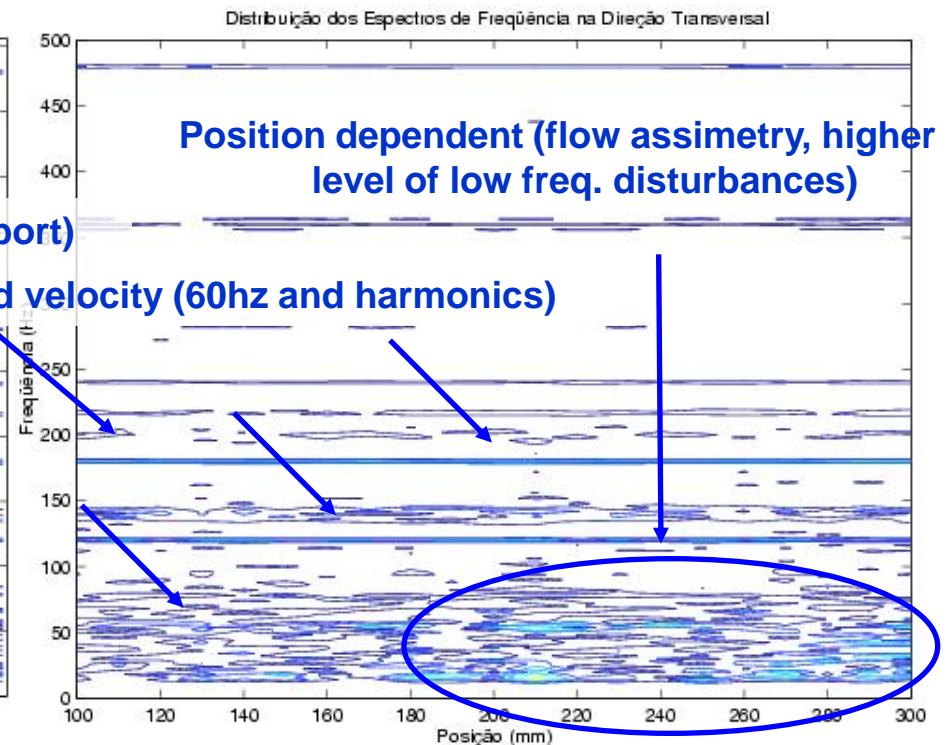 Distribuição dos Espectros de Freqüência na Direção Transversal
500
450
Position dependent (flow assimetry, higher
level of low freq. disturbances)
400
port)
velocity (60hz and harmonics)
Freqüência (Hz)
250
200
150
100
50
0
100 120 140 160 180 200 220 240 260 280 300
Posição (mm)